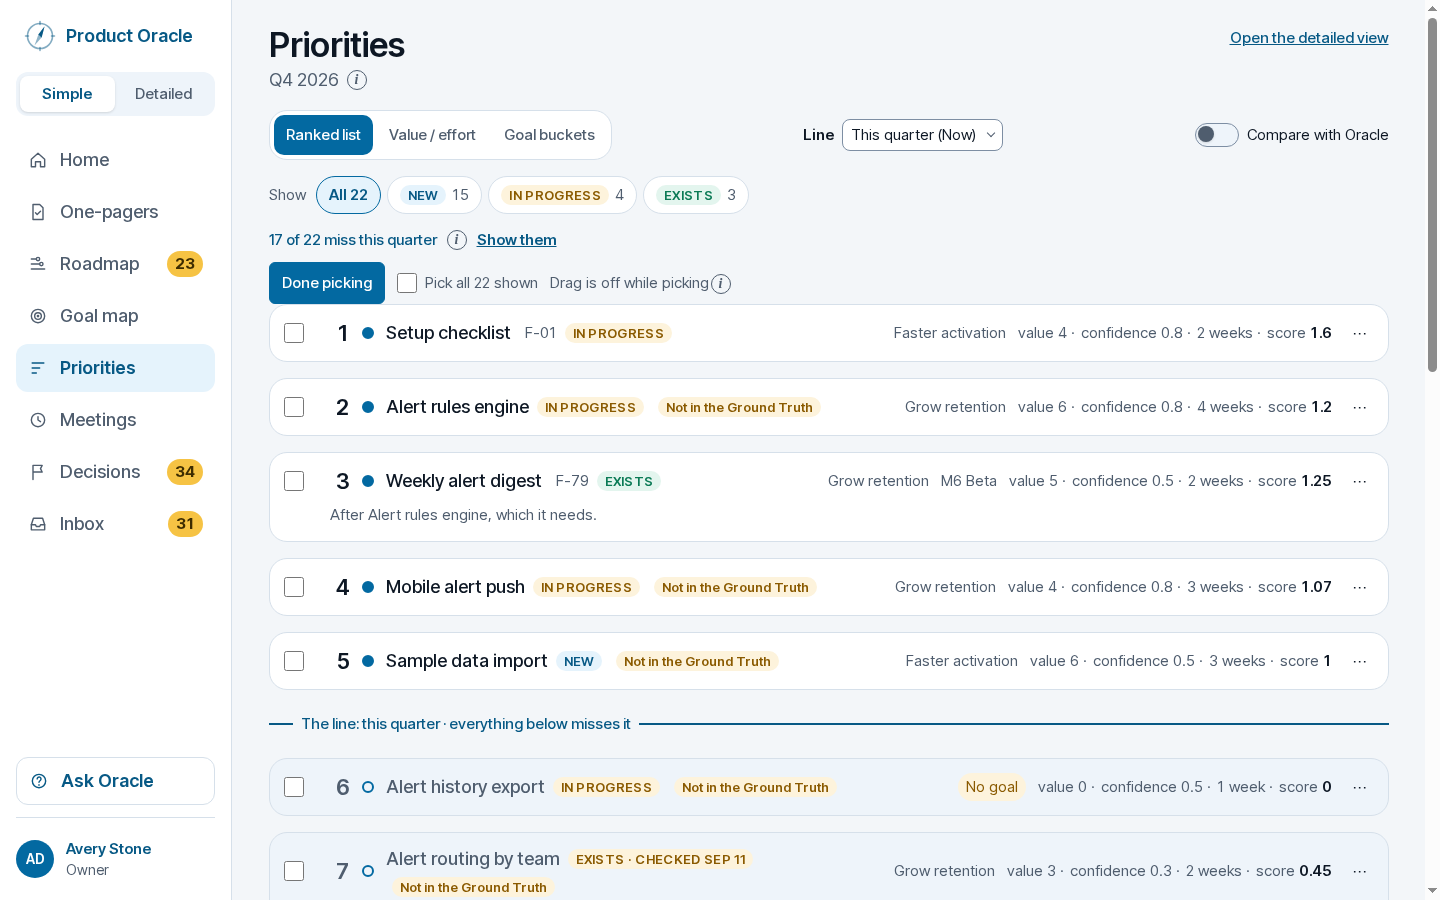 Product Oracle
Simple Detailed
Home
One-pagers
Roadmap 23
Goal map
Priorities
Meetings
Decisions 34
Inbox 31
Ask Oracle
AD Avery Stone
Owner
Priorities
Open the detailed view
Q4 2026 i
Ranked list Value / effort Goal buckets
Line This quarter (Now)
Compare with Oracle
Show All 22 NEW 15 IN PROGRESS 4 EXISTS 3
17 of 22 miss this quarter i Show them
Done picking Pick all 22 shown Drag is off while picking i
1 Setup checklist F-01 IN PROGRESS Faster activation value 4 · confidence 0.8 · 2 weeks · score 1.6 ...
2 Alert rules engine IN PROGRESS Not in the Ground Truth Grow retention value 6 · confidence 0.8 · 4 weeks · score 1.2 ...
3 Weekly alert digest F-79 EXISTS Grow retention M6 Beta value 5 · confidence 0.5 · 2 weeks · score 1.25 ...
After Alert rules engine, which it needs.
4 Mobile alert push IN PROGRESS Not in the Ground Truth Grow retention value 4 · confidence 0.8 · 3 weeks · score 1.07 ...
5 Sample data import NEW Not in the Ground Truth Faster activation value 6 · confidence 0.5 · 3 weeks · score 1 ...
The line: this quarter · everything below misses it
6 Alert history export IN PROGRESS Not in the Ground Truth No goal value 0 · confidence 0.5 · 1 week · score 0 ...
7 Alert routing by team EXISTS · CHECKED SEP 11 Grow retention value 3 · confidence 0.3 · 2 weeks · score 0.45 ...
Not in the Ground Truth